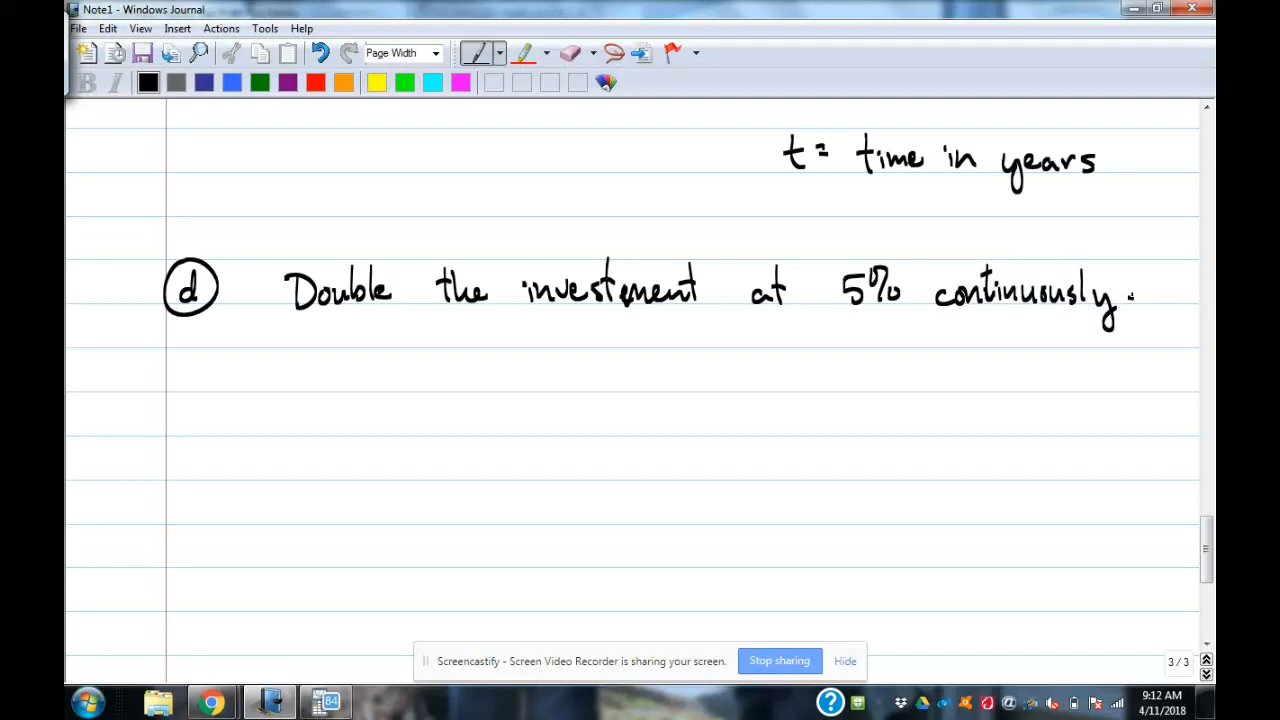 Note1 - Windows Journal
File Edit View Insert Actions Tools Help
Page Width
B I
t = time in years
d Double the investement at 5% continuously.
Screencastify - Screen Video Recorder is sharing your screen. Stop sharing Hide
3 / 3
84
9:12 AM
4/11/2018